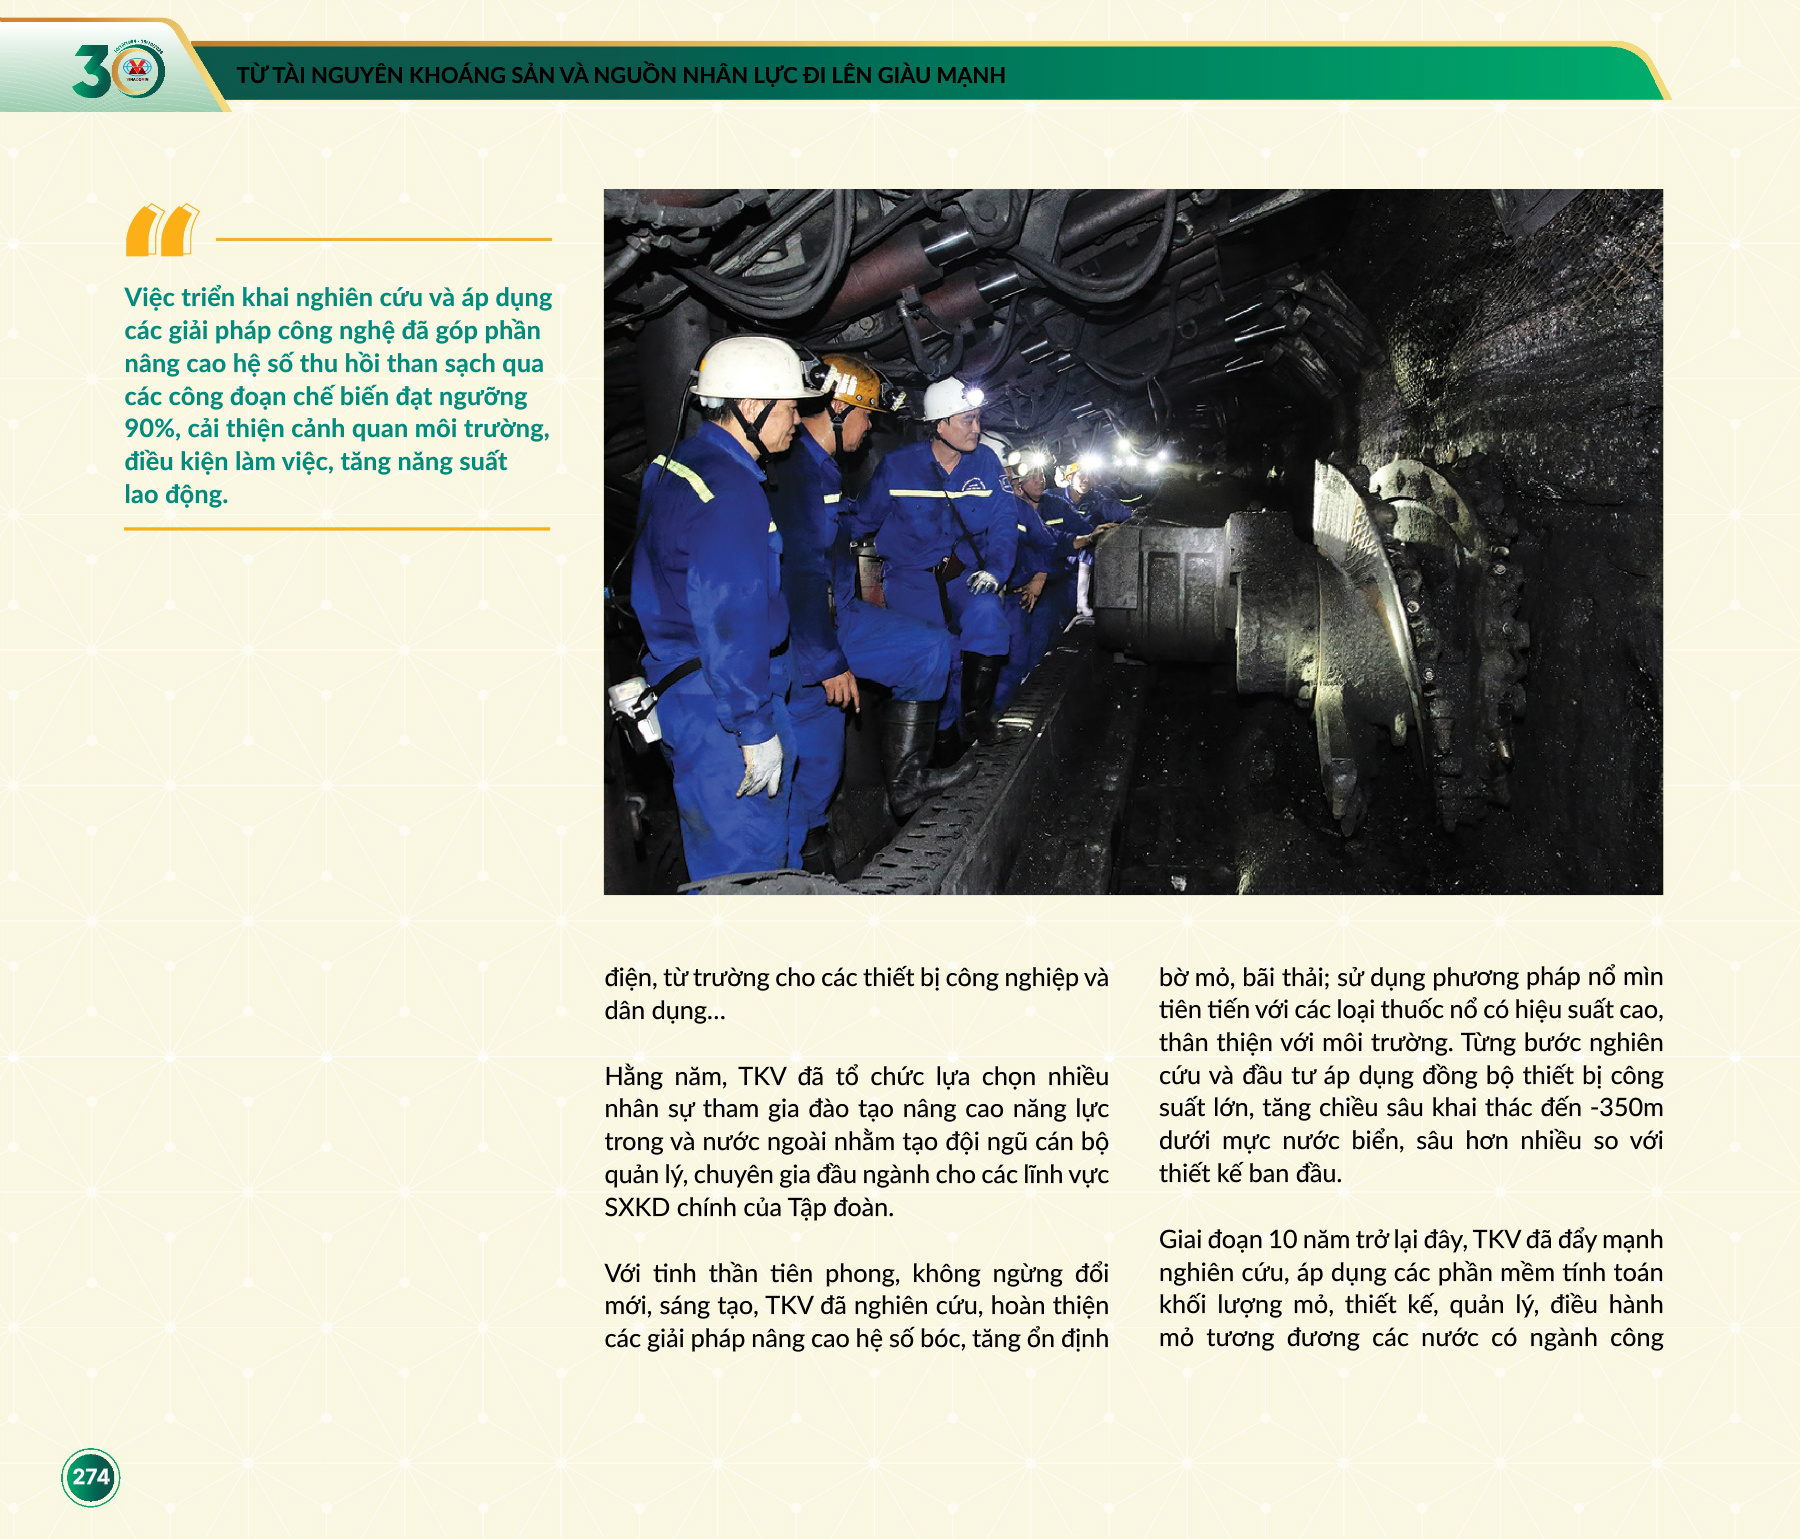 30
TỪ TÀI NGUYÊN KHOÁNG SẢN VÀ NGUỒN NHÂN LỰC ĐI LÊN GIÀU MẠNH
Việc triển khai nghiên cứu và áp dụng
các giải pháp công nghệ đã góp phần
nâng cao hệ số thu hồi than sạch qua
các công đoạn chế biến đạt ngưỡng
90%, cải thiện cảnh quan môi trường,
điều kiện làm việc, tăng năng suất
lao động.
điện, từ trường cho các thiết bị công nghiệp và
dân dụng...
Hằng năm, TKV đã tổ chức lựa chọn nhiều
nhân sự tham gia đào tạo nâng cao năng lực
trong và nước ngoài nhằm tạo đội ngũ cán bộ
quản lý, chuyên gia đầu ngành cho các lĩnh vực
SXKD chính của Tập đoàn.
Với tinh thần tiên phong, không ngừng đổi
mới, sáng tạo, TKV đã nghiên cứu, hoàn thiện
các giải pháp nâng cao hệ số bóc, tăng ổn định
bờ mỏ, bãi thải; sử dụng phương pháp nổ mìn
tiên tiến với các loại thuốc nổ có hiệu suất cao,
thân thiện với môi trường. Từng bước nghiên
cứu và đầu tư áp dụng đồng bộ thiết bị công
suất lớn, tăng chiều sâu khai thác đến -350m
dưới mực nước biển, sâu hơn nhiều so với
thiết kế ban đầu.
Giai đoạn 10 năm trở lại đây, TKV đã đẩy mạnh
nghiên cứu, áp dụng các phần mềm tính toán
khối lượng mỏ, thiết kế, quản lý, điều hành
mỏ tương đương các nước có ngành công
274